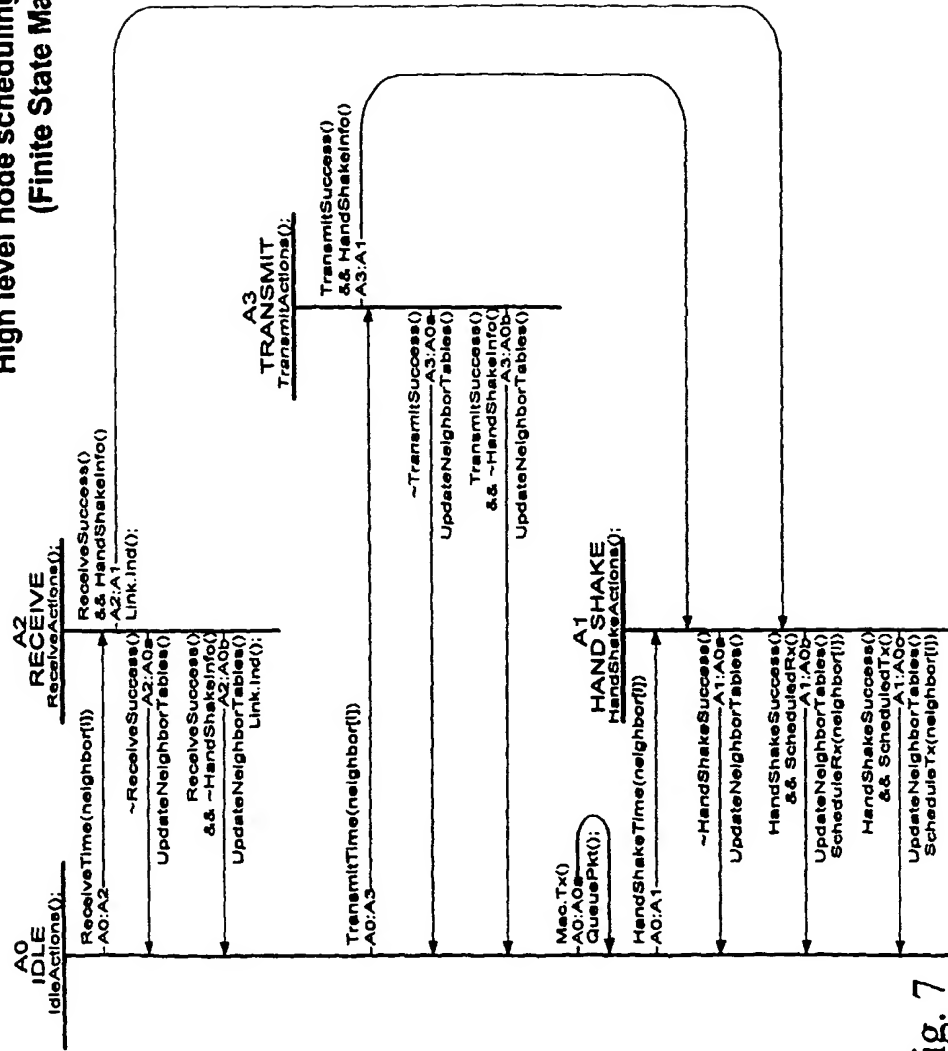 High level node scheduling
(Finite State Ma
A0
IDLE
IdleActions();
A2
RECEIVE
ReceiveActions();
ReceiveTime(neighbor[i])
A0:A2
ReceiveSuccess()
&& HandShakeInfo()
A2:A1
Link.Ind();
~ReceiveSuccess()
A2:A0a
UpdateNeighborTables()
ReceiveSuccess()
&& ~HandShakeInfo()
A2:A0b
UpdateNeighborTables()
Link.Ind();
A3
TRANSMIT
TransmitActions();
TransmitSuccess()
&& HandShakeInfo()
A3:A1
TransmitTime(neighbor[i])
A0:A3
~TransmitSuccess()
A3:A0a
UpdateNeighborTables()
TransmitSuccess()
&& ~HandShakeInfo()
A3:A0b
UpdateNeighborTables()
Mac.Tx()
A0:A0a
QueuePkt();
A1
HAND SHAKE
HandShakeActions();
HandShakeTime(neighbor[i])
A0:A1
~HandShakeSuccess()
A1:A0a
UpdateNeighborTables()
HandShakeSuccess()
&& ScheduledRx()
A1:A0b
UpdateNeighborTables()
ScheduleRx(neighbor[i])
HandShakeSuccess()
&& ScheduledTx()
A1:A0c
UpdateNeighborTables()
ScheduleTx(neighbor[i])
ig. 7